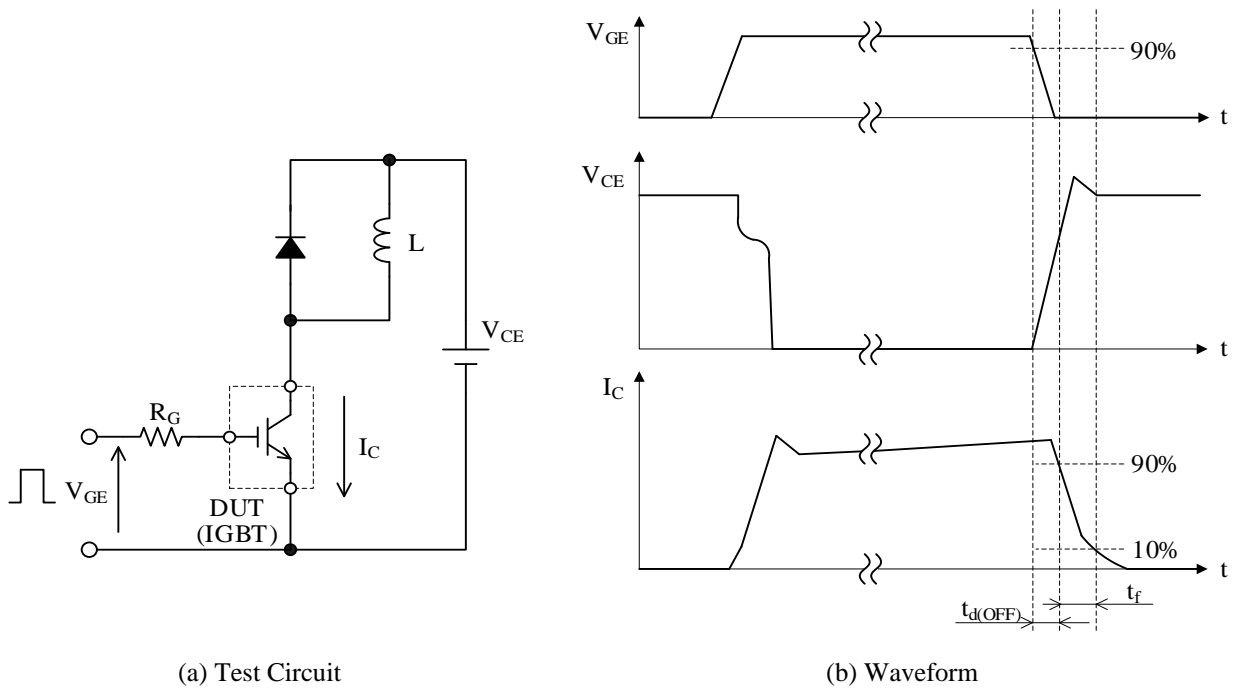 L
V_CE
R_G
I_C
V_GE
DUT
(IGBT)
(a) Test Circuit
V_GE
90%
t
V_CE
t
I_C
90%
10%
t
t_d(OFF)
t_f
(b) Waveform